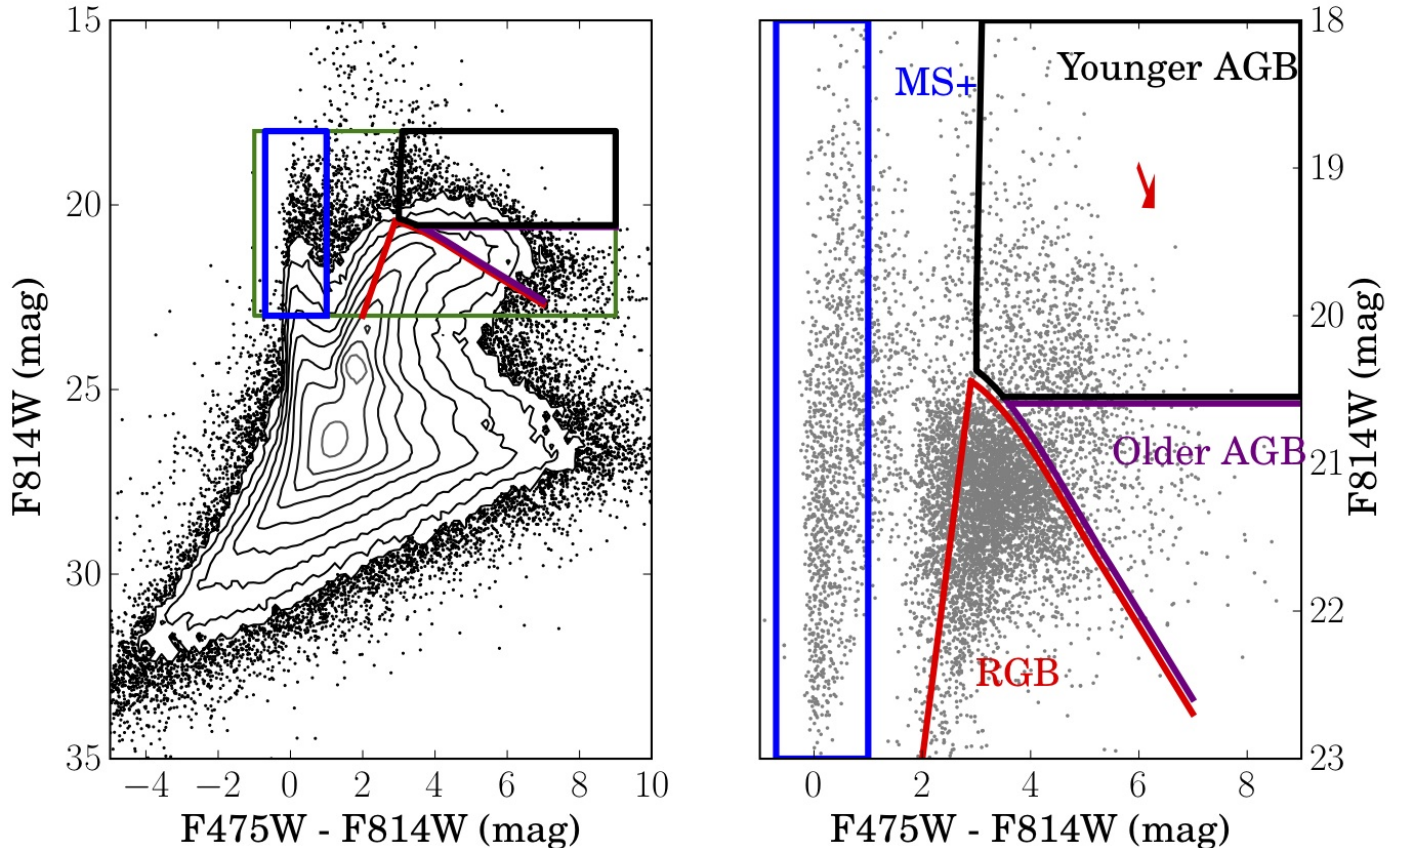 15
20
25
30
35
F814W (mag)
−4 −2 0 2 4 6 8 10
F475W - F814W (mag)
MS+
Younger AGB
Older AGB
RGB
18
19
20
21
22
23
F814W (mag)
0 2 4 6 8
F475W - F814W (mag)